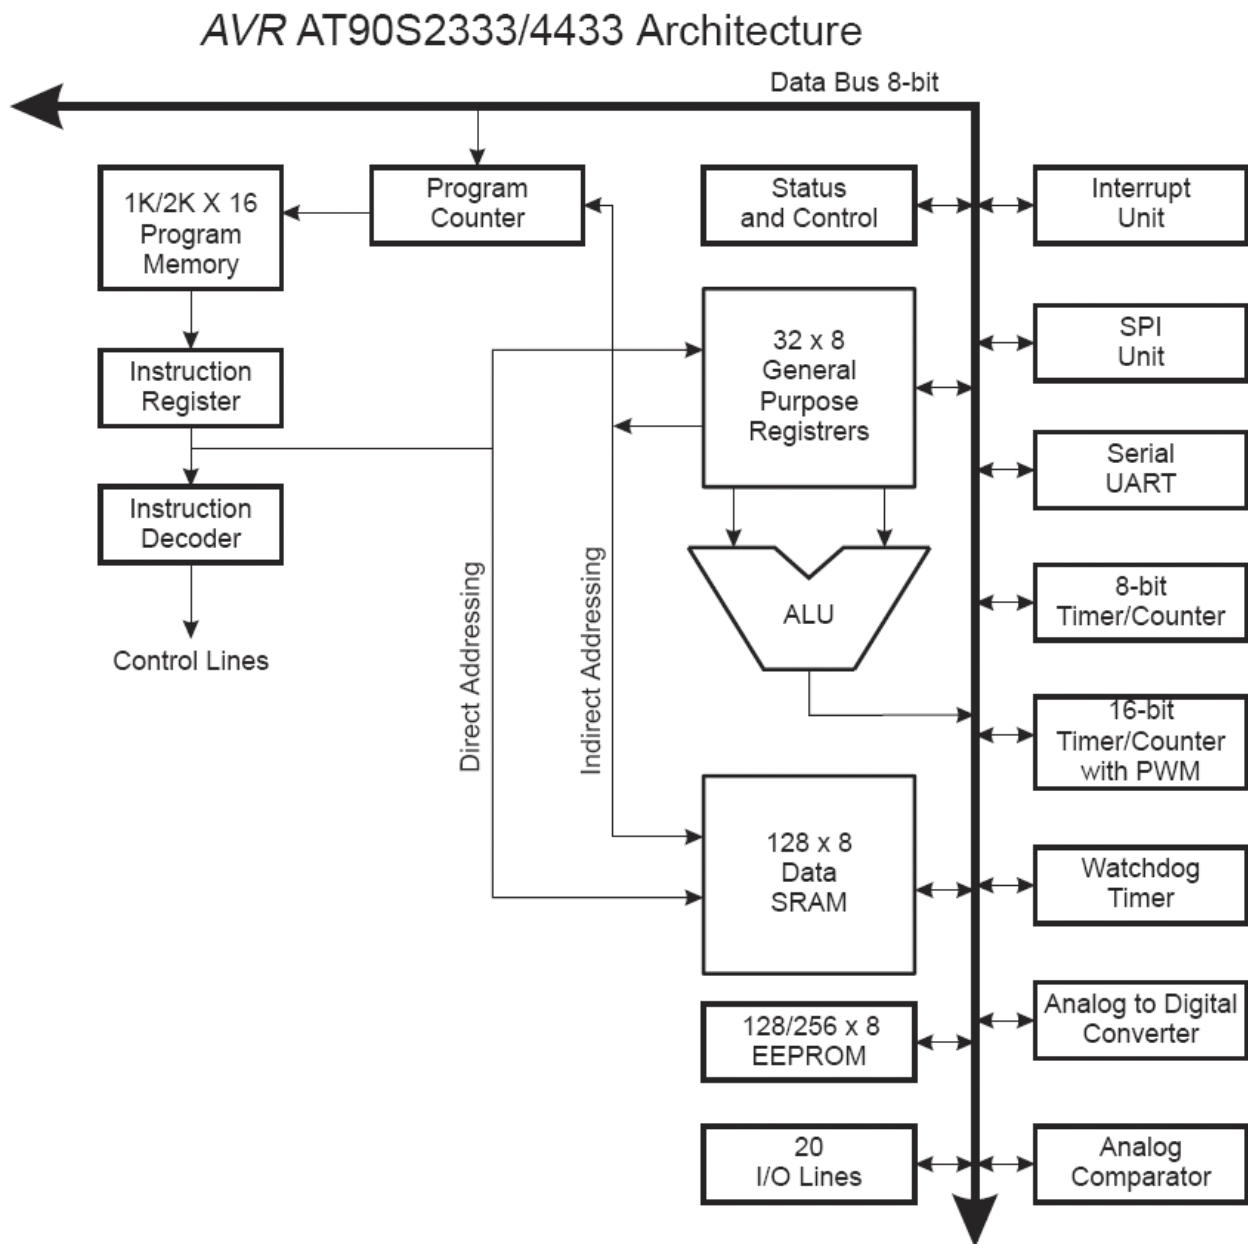 AVR AT90S2333/4433 Architecture
Data Bus 8-bit
1K/2K X 16
Program
Memory
Program
Counter
Status
and Control
Interrupt
Unit
Instruction
Register
32 x 8
General
Purpose
Registrers
SPI
Unit
Serial
UART
Instruction
Decoder
Control Lines
Direct Addressing
Indirect Addressing
ALU
8-bit
Timer/Counter
16-bit
Timer/Counter
with PWM
128 x 8
Data
SRAM
Watchdog
Timer
128/256 x 8
EEPROM
Analog to Digital
Converter
20
I/O Lines
Analog
Comparator